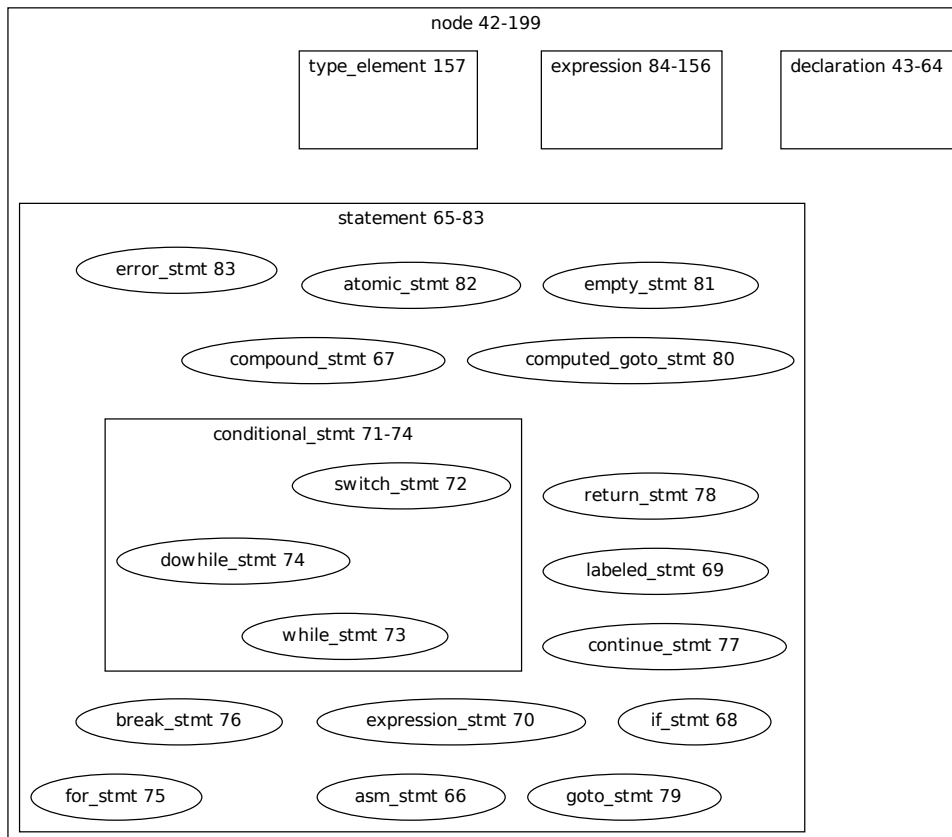 node 42-199
type_element 157
expression 84-156
declaration 43-64
statement 65-83
error_stmt 83
atomic_stmt 82
empty_stmt 81
compound_stmt 67
computed_goto_stmt 80
conditional_stmt 71-74
switch_stmt 72
return_stmt 78
dowhile_stmt 74
labeled_stmt 69
while_stmt 73
continue_stmt 77
break_stmt 76
expression_stmt 70
if_stmt 68
for_stmt 75
asm_stmt 66
goto_stmt 79